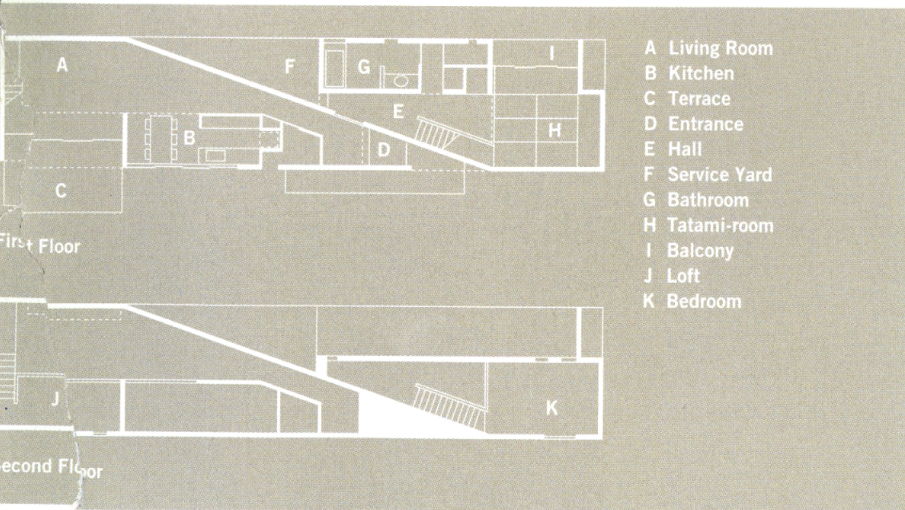 A
F
G
I
E
H
B
D
C
First Floor
J
K
Second Floor
A Living Room
B Kitchen
C Terrace
D Entrance
E Hall
F Service Yard
G Bathroom
H Tatami-room
I Balcony
J Loft
K Bedroom